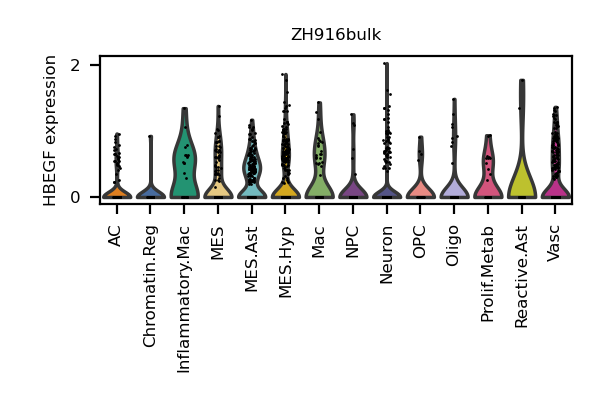 ZH916bulk
HBEGF expression
2
0
AC
Chromatin.Reg
Inflammatory.Mac
MES
MES.Ast
MES.Hyp
Mac
NPC
Neuron
OPC
Oligo
Prolif.Metab
Reactive.Ast
Vasc